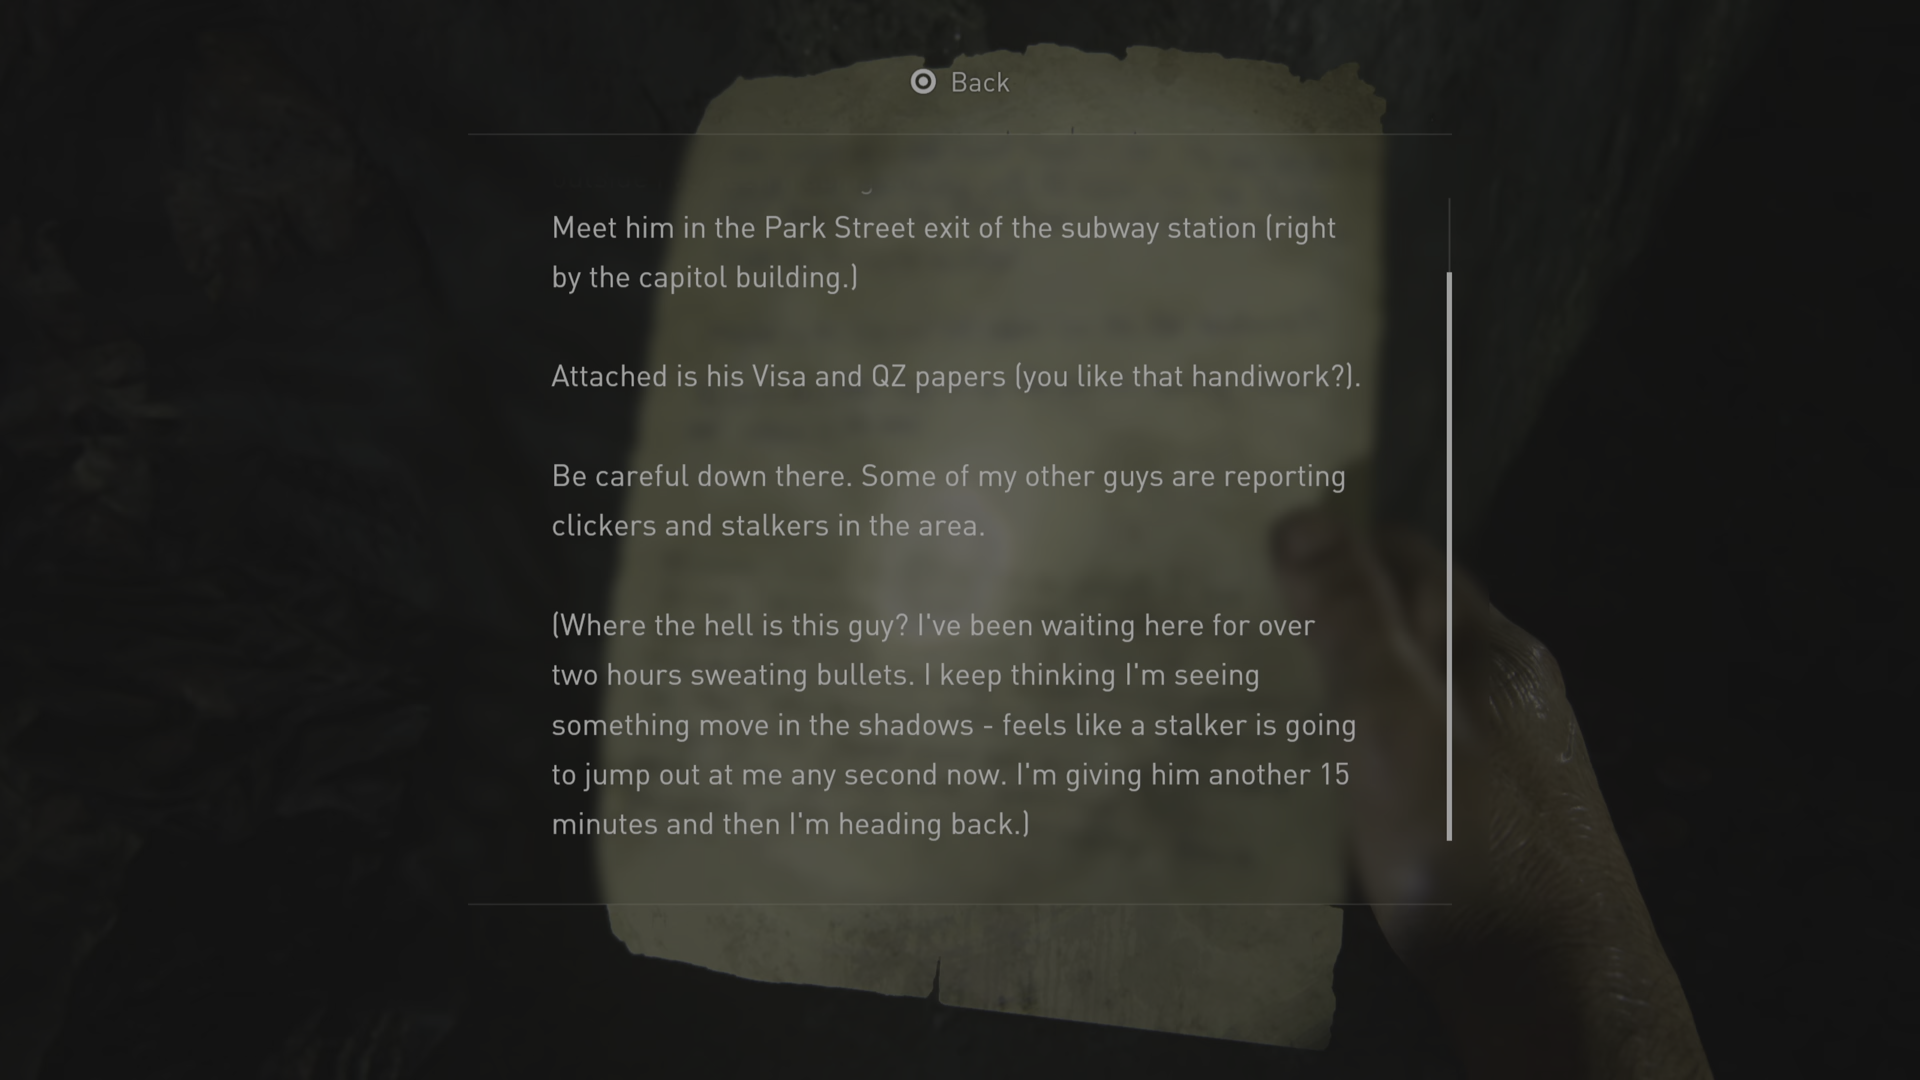 Back
Meet him in the Park Street exit of the subway station (right
by the capitol building.)
Attached is his Visa and QZ papers (you like that handiwork?).
Be careful down there. Some of my other guys are reporting
clickers and stalkers in the area.
(Where the hell is this guy? I've been waiting here for over
two hours sweating bullets. I keep thinking I'm seeing
something move in the shadows - feels like a stalker is going
to jump out at me any second now. I'm giving him another 15
minutes and then I'm heading back.)